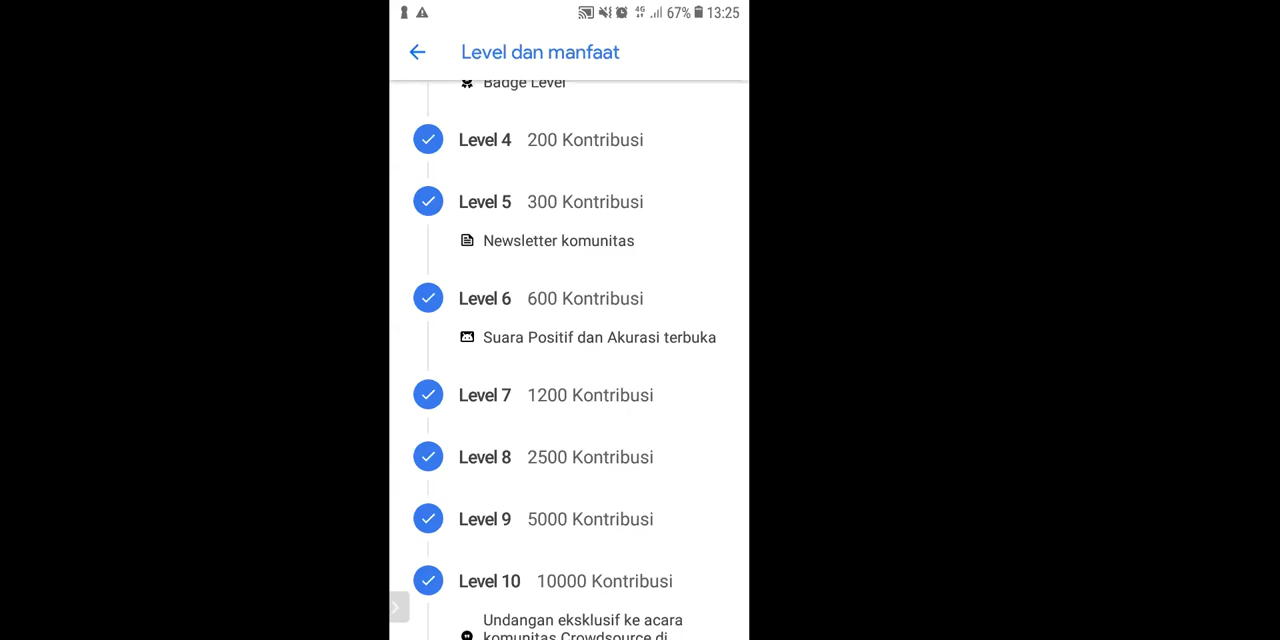 4G 67% 13:25
Level dan manfaat
Badge Level
Level 4 200 Kontribusi
Level 5 300 Kontribusi
Newsletter komunitas
Level 6 600 Kontribusi
Suara Positif dan Akurasi terbuka
Level 7 1200 Kontribusi
Level 8 2500 Kontribusi
Level 9 5000 Kontribusi
Level 10 10000 Kontribusi
Undangan eksklusif ke acara
komunitas Crowdsource di